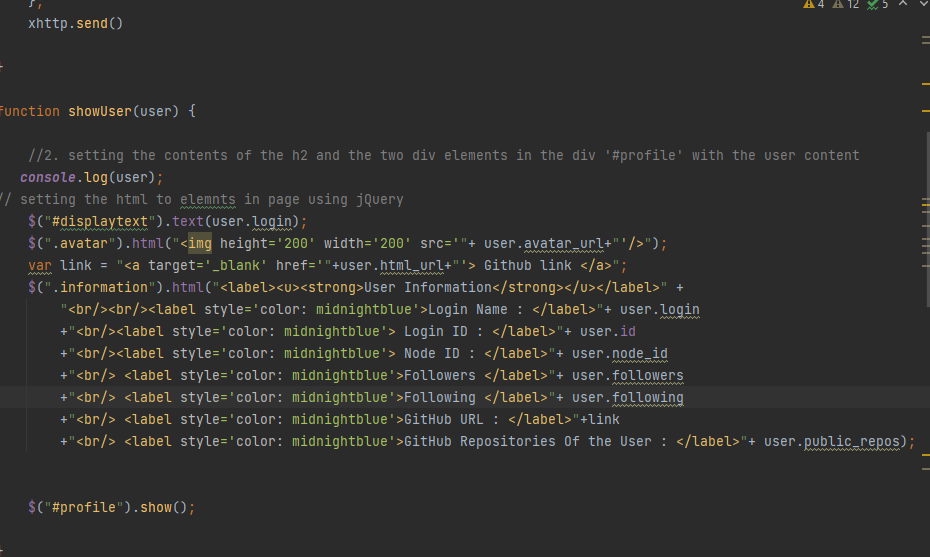 };
4 12 5
xhttp.send()
function showUser(user) {
//2. setting the contents of the h2 and the two div elements in the div '#profile' with the user content
console.log(user);
// setting the html to elemnts in page using jQuery
$("#displaytext").text(user.login);
$(".avatar").html("<img height='200' width='200' src='"+ user.avatar_url+"'/>");
var link = "<a target='_blank' href='"+user.html_url+"'> Github link </a>";
$(".information").html("<label><u><strong>User Information</strong></u></label>" +
"<br/><br/><label style='color: midnightblue'>Login Name : </label>"+ user.login
+"<br/><label style='color: midnightblue'> Login ID : </label>"+ user.id
+"<br/><label style='color: midnightblue'> Node ID : </label>"+ user.node_id
+"<br/> <label style='color: midnightblue'>Followers </label>"+ user.followers
+"<br/> <label style='color: midnightblue'>Following </label>"+ user.following
+"<br/> <label style='color: midnightblue'>GitHub URL : </label>"+link
+"<br/> <label style='color: midnightblue'>GitHub Repositories Of the User : </label>"+ user.public_repos);
$("#profile").show();